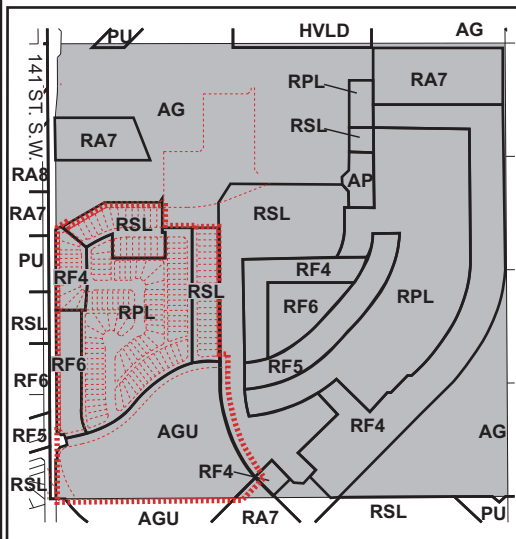 PU
HVLD
AG
141 ST. S.W.
RPL
RA7
AG
RSL
RA7
RA8
AP
RA7
RSL
RSL
PU
RF4
RF4
RSL
RPL
RF6
RPL
RSL
RF6
RF5
RF6
RF4
RF5
AGU
AG
RF4
RSL
AGU
RA7
RSL
PU